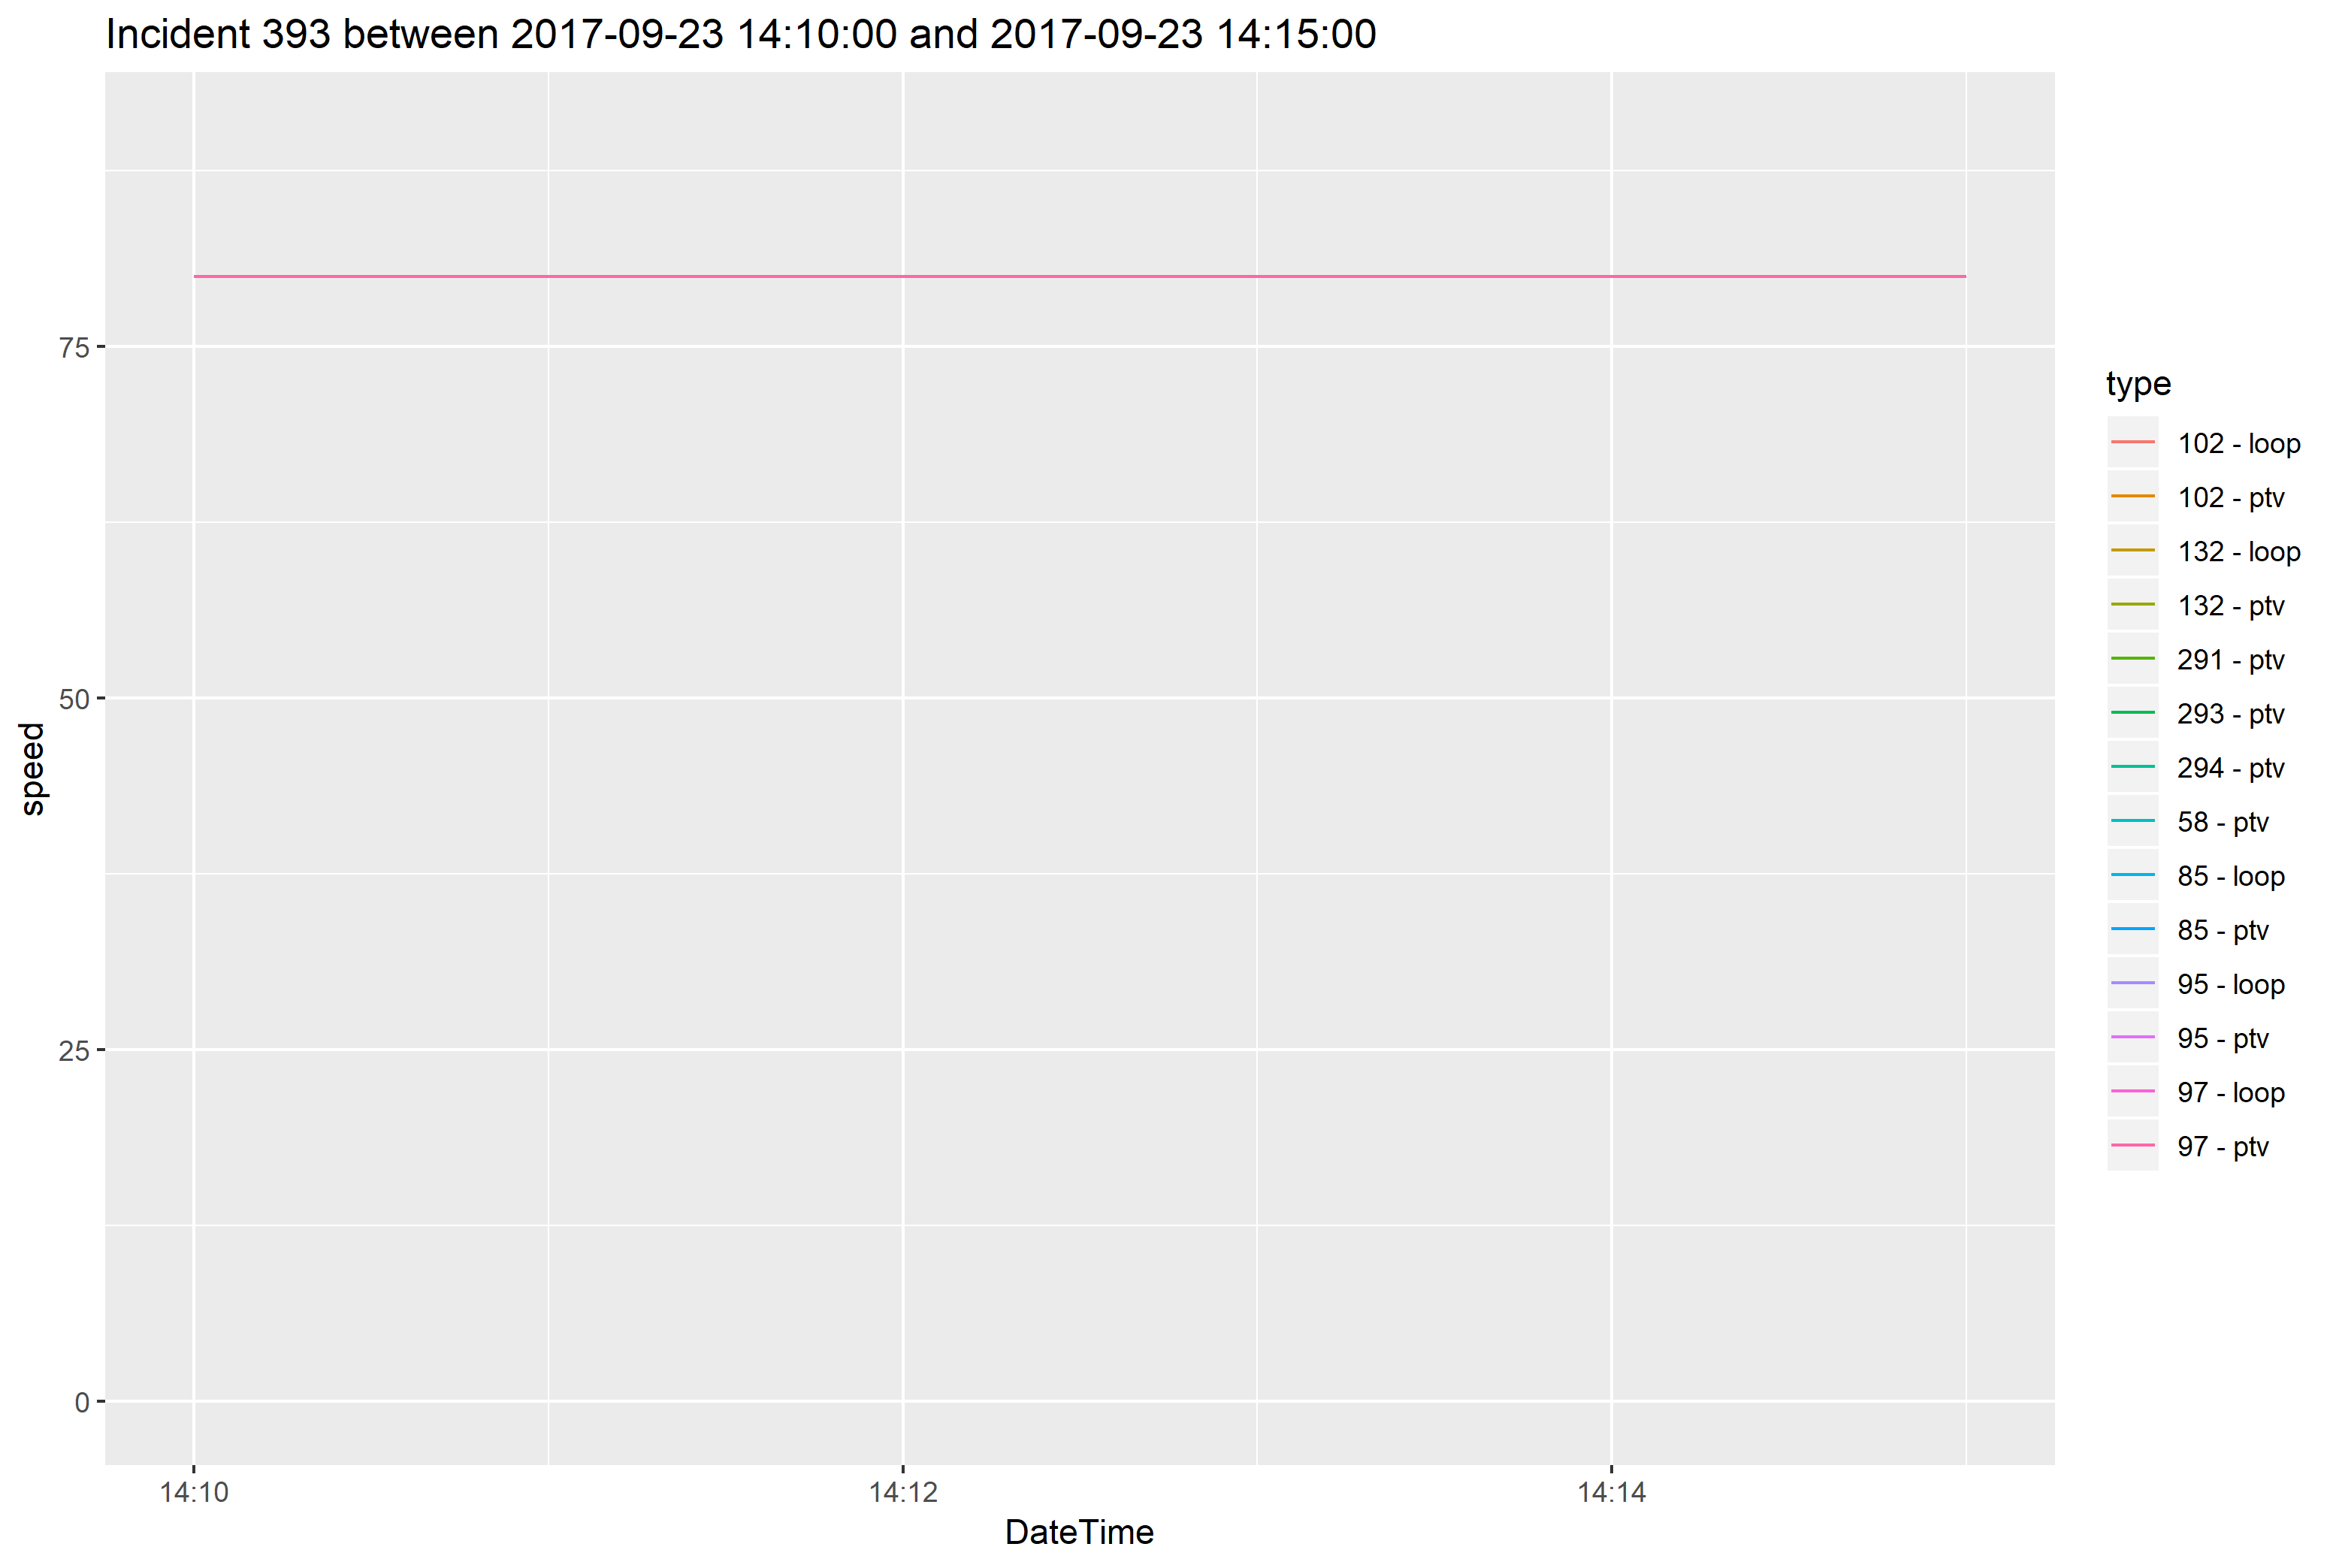 Incident 393 between 2017-09-23 14:10:00 and 2017-09-23 14:15:00
75
50
25
0
speed
14:10
14:12
14:14
DateTime
type
102 - loop
102 - ptv
132 - loop
132 - ptv
291 - ptv
293 - ptv
294 - ptv
58 - ptv
85 - loop
85 - ptv
95 - loop
95 - ptv
97 - loop
97 - ptv